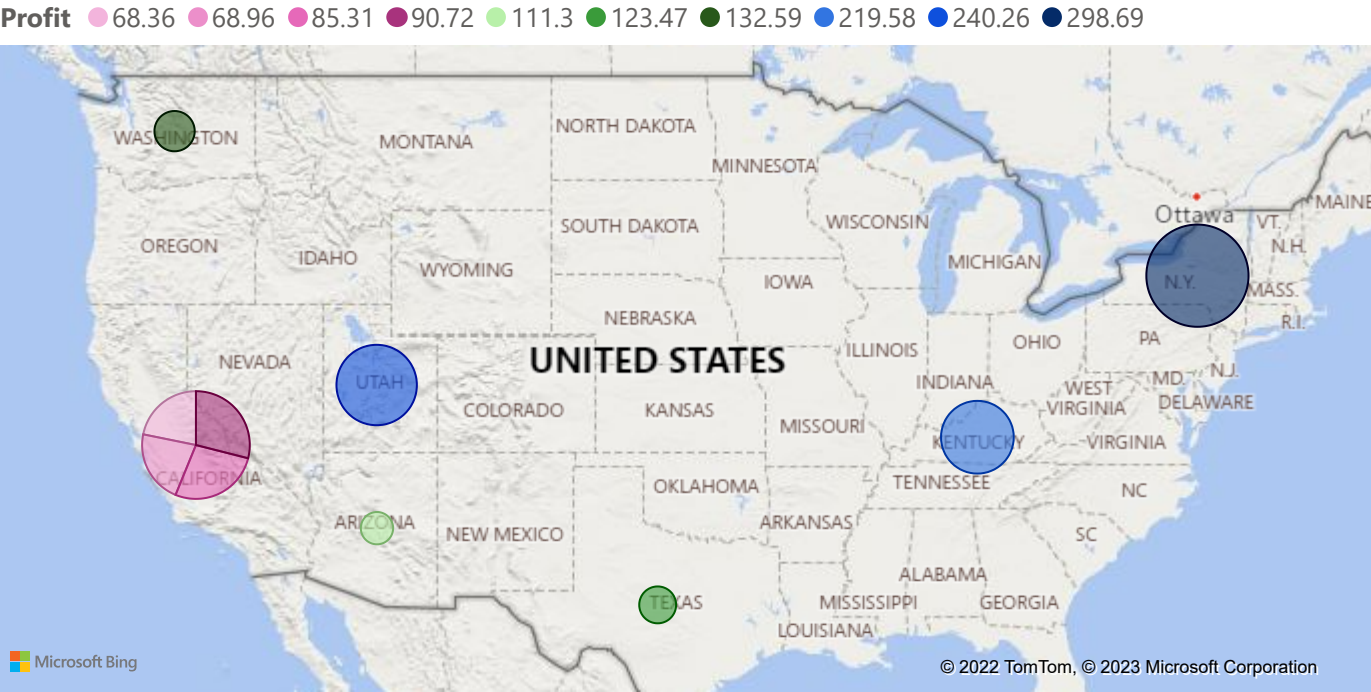 Profit 68.36 68.96 85.31 90.72 111.3 123.47 132.59 219.58 240.26 298.69
WASHINGTON
MONTANA
NORTH DAKOTA
MINNESOTA
Ottawa
MAINE
VT.
N.H.
OREGON
IDAHO
WYOMING
SOUTH DAKOTA
WISCONSIN
MICHIGAN
N.Y.
MASS.
R.I.
IOWA
NEBRASKA
NEVADA
UTAH
UNITED STATES
ILLINOIS
INDIANA
OHIO
PA
N.J.
MD
DELAWARE
WEST
VIRGINIA
COLORADO
KANSAS
MISSOURI
KENTUCKY
VIRGINIA
CALIFORNIA
OKLAHOMA
TENNESSEE
NC
ARIZONA
NEW MEXICO
ARKANSAS
SC
ALABAMA
TEXAS
MISSISSIPPI
GEORGIA
LOUISIANA
Microsoft Bing
© 2022 TomTom, © 2023 Microsoft Corporation